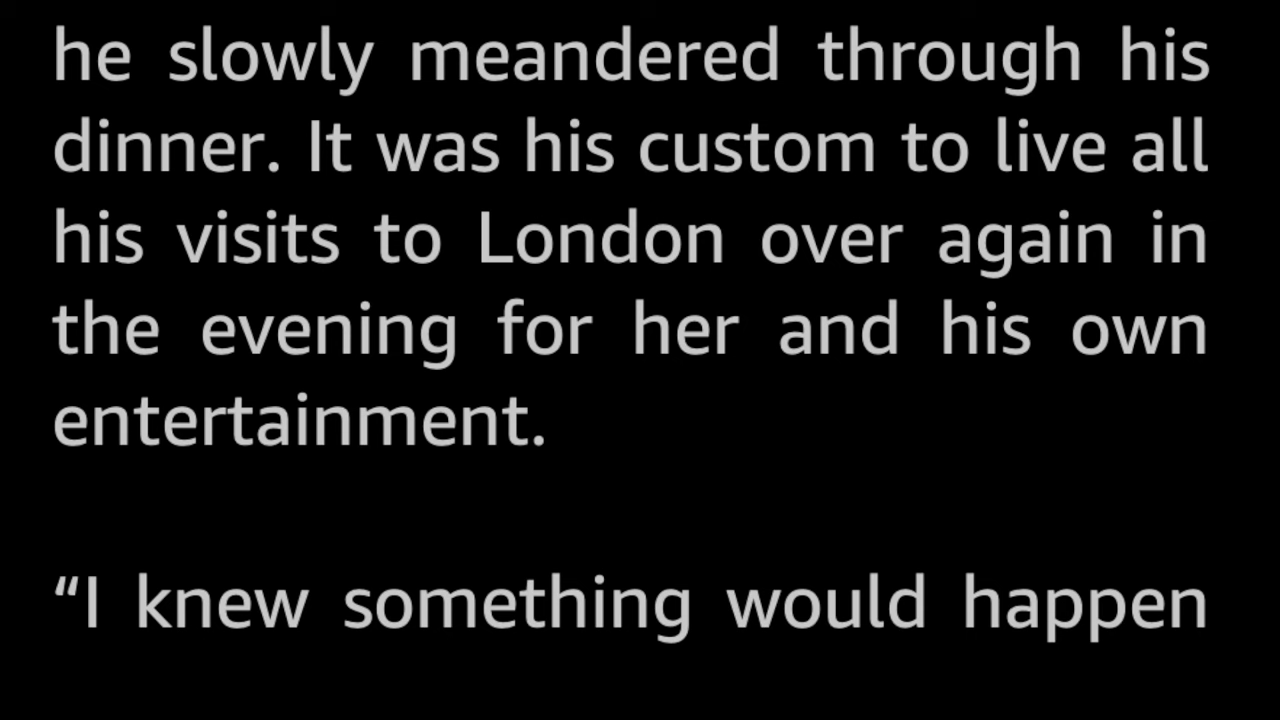 he slowly meandered through his
dinner. It was his custom to live all
his visits to London over again in
the evening for her and his own
entertainment.
“I knew something would happen